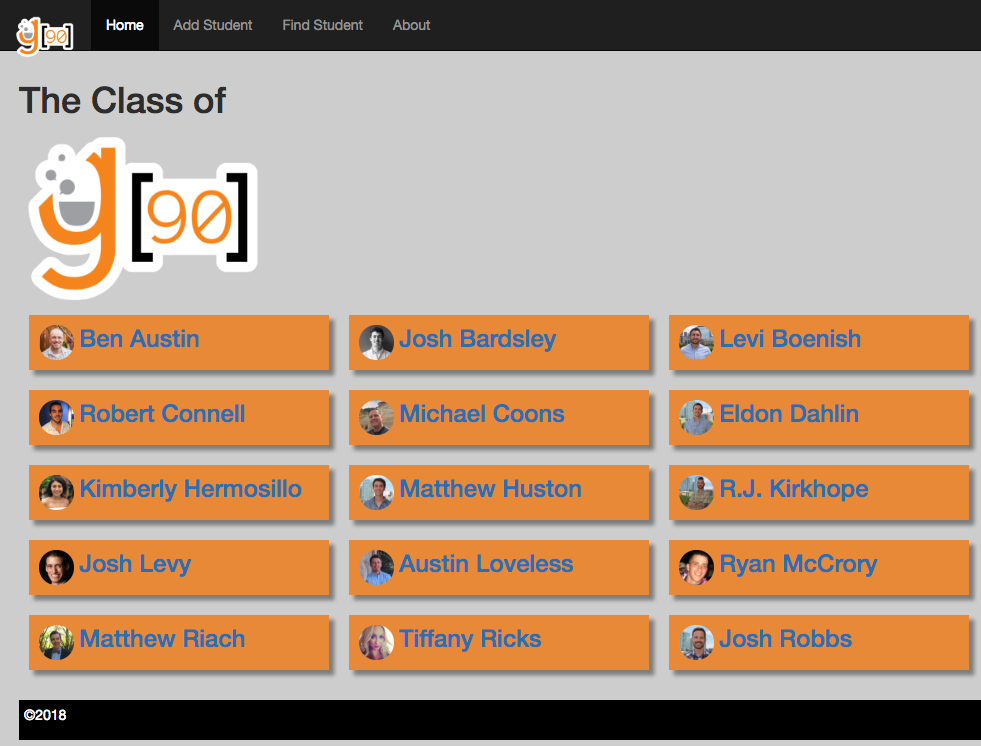 g[90] Home Add Student Find Student About
The Class of
g[90]
Ben Austin Josh Bardsley Levi Boenish
Robert Connell Michael Coons Eldon Dahlin
Kimberly Hermosillo Matthew Huston R.J. Kirkhope
Josh Levy Austin Loveless Ryan McCrory
Matthew Riach Tiffany Ricks Josh Robbs
©2018